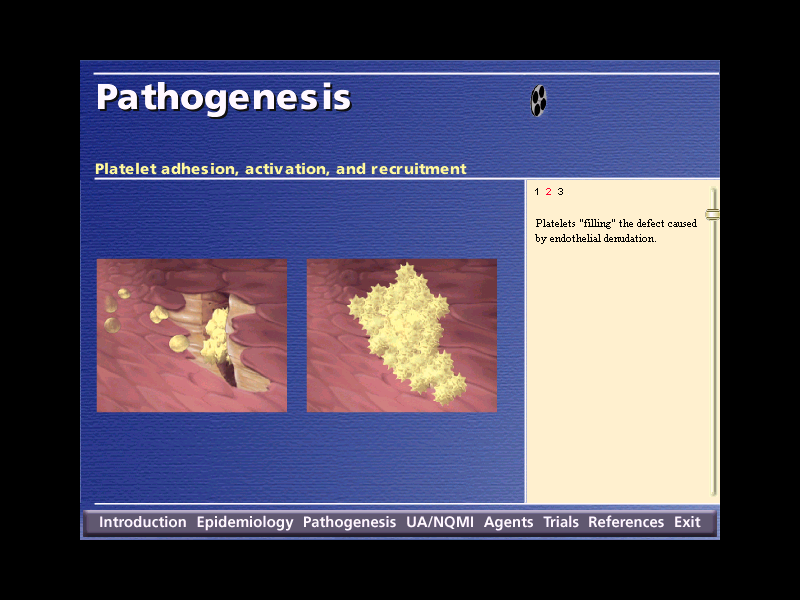 Pathogenesis
Platelet adhesion, activation, and recruitment
1 2 3
Platelets "filling" the defect caused
by endothelial denudation.
Introduction Epidemiology Pathogenesis UA/NQMI Agents Trials References Exit